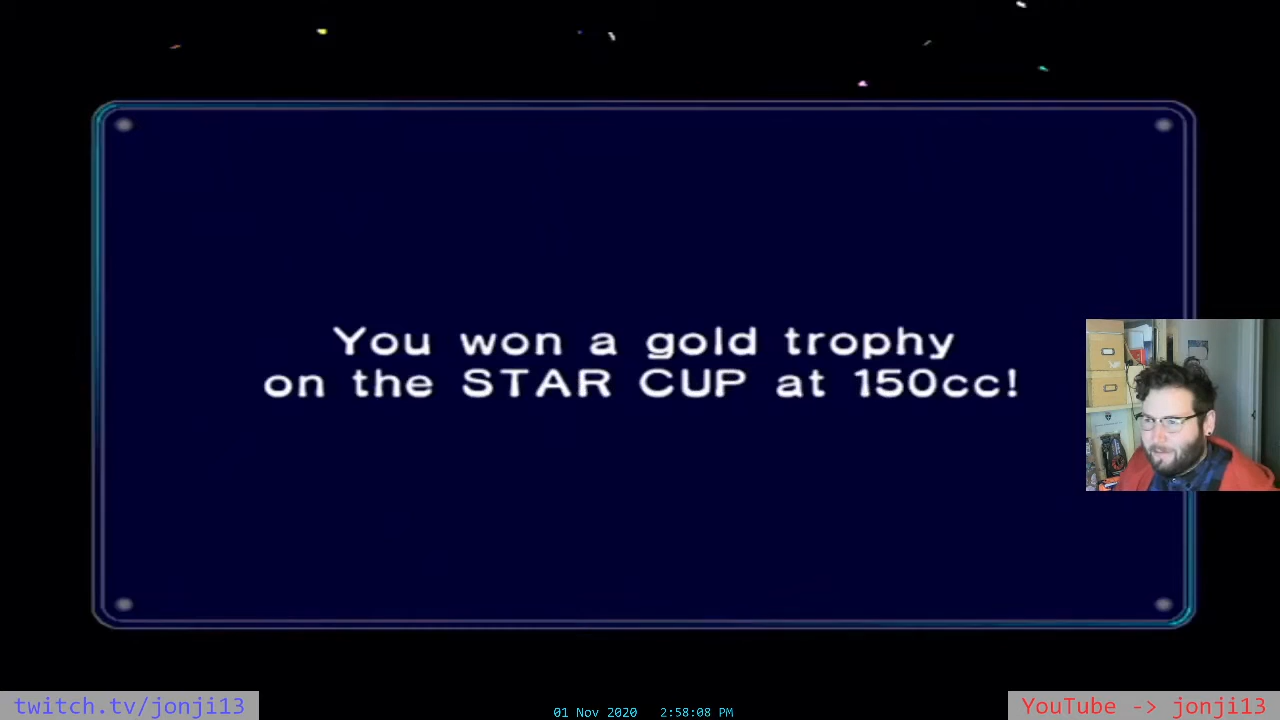 You won a gold trophy
on the STAR CUP at 150cc!
twitch.tv/jonji13
01 Nov 2020 2:58:08 PM
YouTube -> jonji13